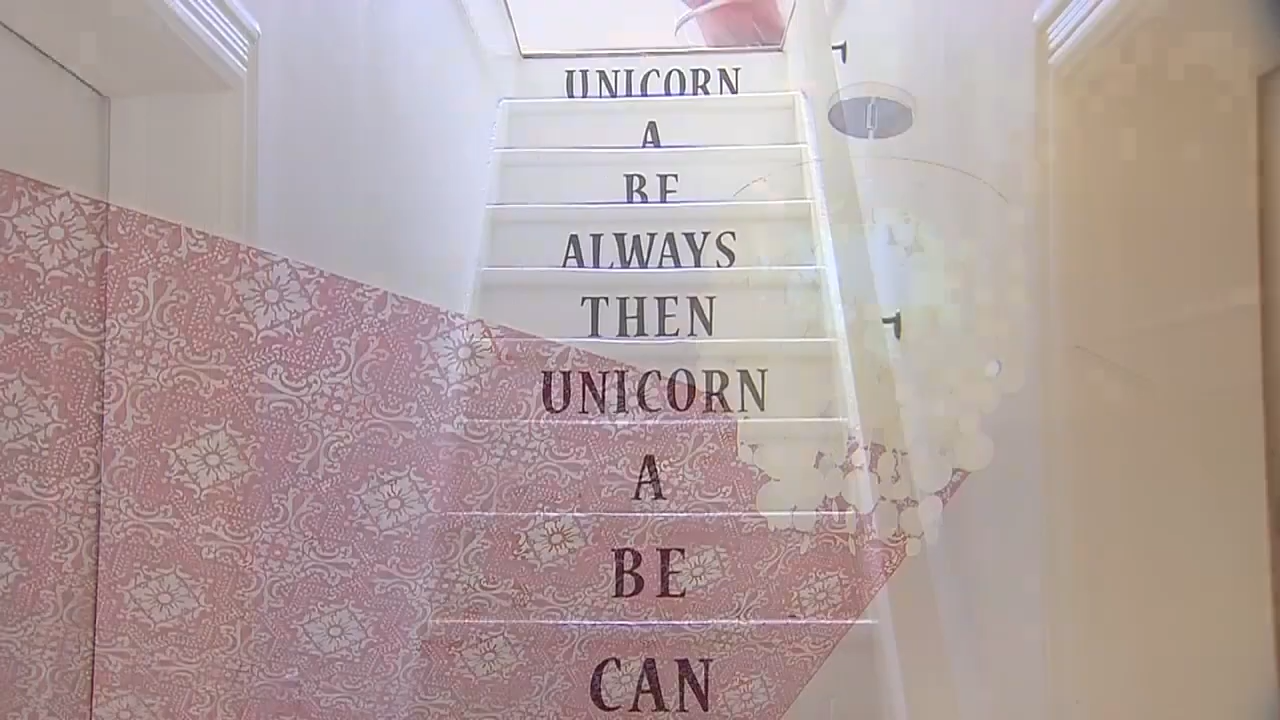 UNICORN
A
BE
ALWAYS
THEN
UNICORN
A
BE
CAN